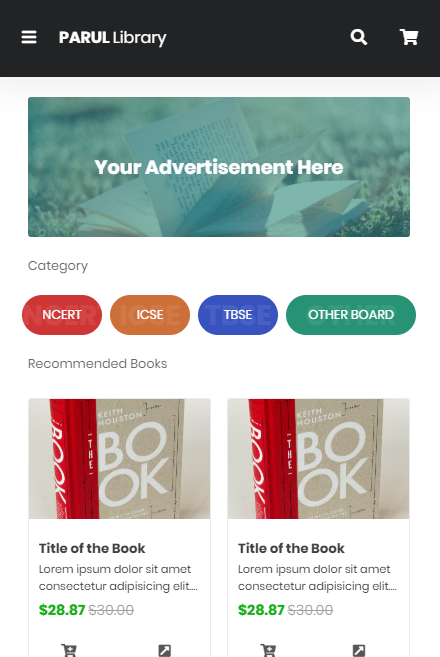 PARUL Library
Your Advertisement Here
Category
NCERT ICSE TBSE OTHER BOARD
Recommended Books
KEITH HOUSTON
THE
BOOK
BOOK
KEITH HOUSTON
THE
BOOK
BOOK
Title of the Book Title of the Book
Lorem ipsum dolor sit amet Lorem ipsum dolor sit amet
consectetur adipisicing elit.... consectetur adipisicing elit....
$28.87 $30.00 $28.87 $30.00